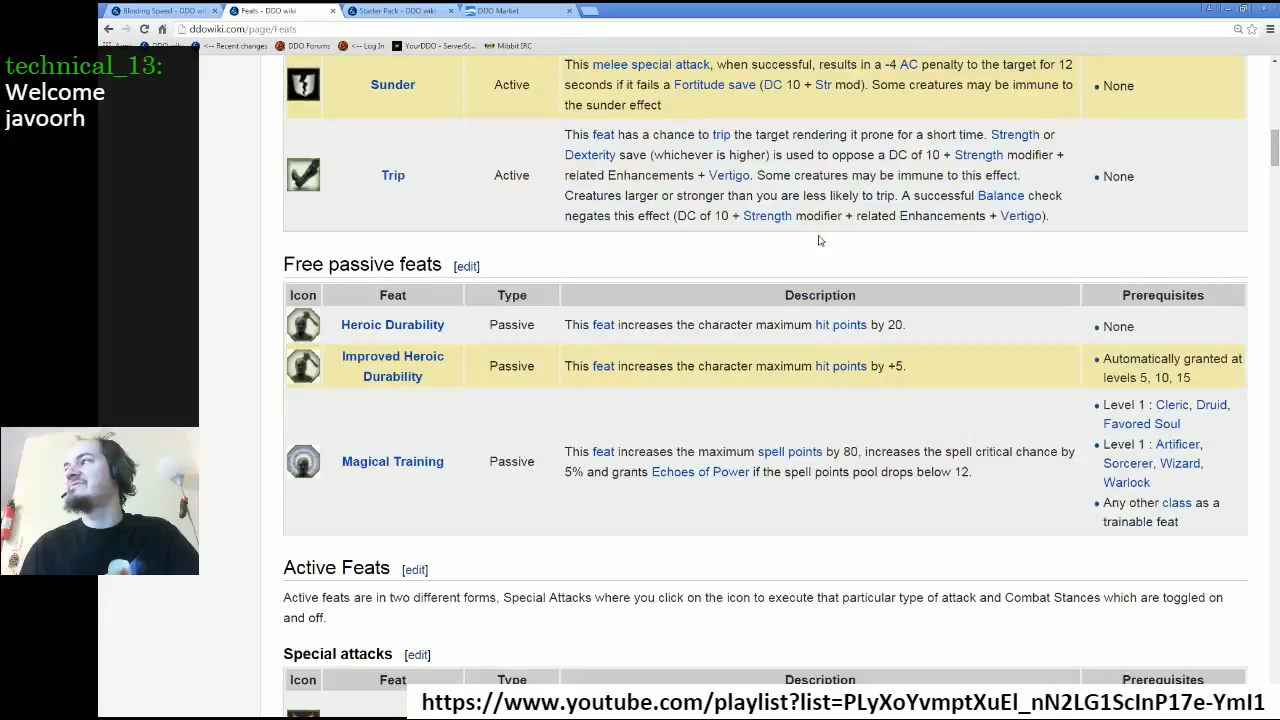 Blinding Speed - DDO wiki
Feats - DDO wiki
Starter Pack - DDO wiki
DDO Market
ddowiki.com/page/Feats
<-- Recent changes
DDO Forums
<-- Log In
YourDDO - ServerSt...
Mibbit IRC
technical_13:
Welcome
javoorh
Sunder
Active
This melee special attack, when successful, results in a -4 AC penalty to the target for 12
seconds if it fails a Fortitude save (DC 10 + Str mod). Some creatures may be immune to
the sunder effect
None
Trip
Active
This feat has a chance to trip the target rendering it prone for a short time. Strength or
Dexterity save (whichever is higher) is used to oppose a DC of 10 + Strength modifier +
related Enhancements + Vertigo. Some creatures may be immune to this effect.
Creatures larger or stronger than you are less likely to trip. A successful Balance check
negates this effect (DC of 10 + Strength modifier + related Enhancements + Vertigo).
None
Free passive feats [edit]
Icon Feat Type Description Prerequisites
Heroic Durability
Passive
This feat increases the character maximum hit points by 20.
None
Improved Heroic
Durability
Passive
This feat increases the character maximum hit points by +5.
Automatically granted at
levels 5, 10, 15
Magical Training
Passive
This feat increases the maximum spell points by 80, increases the spell critical chance by
5% and grants Echoes of Power if the spell points pool drops below 12.
Level 1 : Cleric, Druid,
Favored Soul
Level 1 : Artificer,
Sorcerer, Wizard,
Warlock
Any other class as a
trainable feat
Active Feats [edit]
Active feats are in two different forms, Special Attacks where you click on the icon to execute that particular type of attack and Combat Stances which are toggled on
and off.
Special attacks [edit]
Icon Feat Type Description Prerequisites
https://www.youtube.com/playlist?list=PLyXoYvmptXuEl_nN2LG1ScInP17e-YmI1